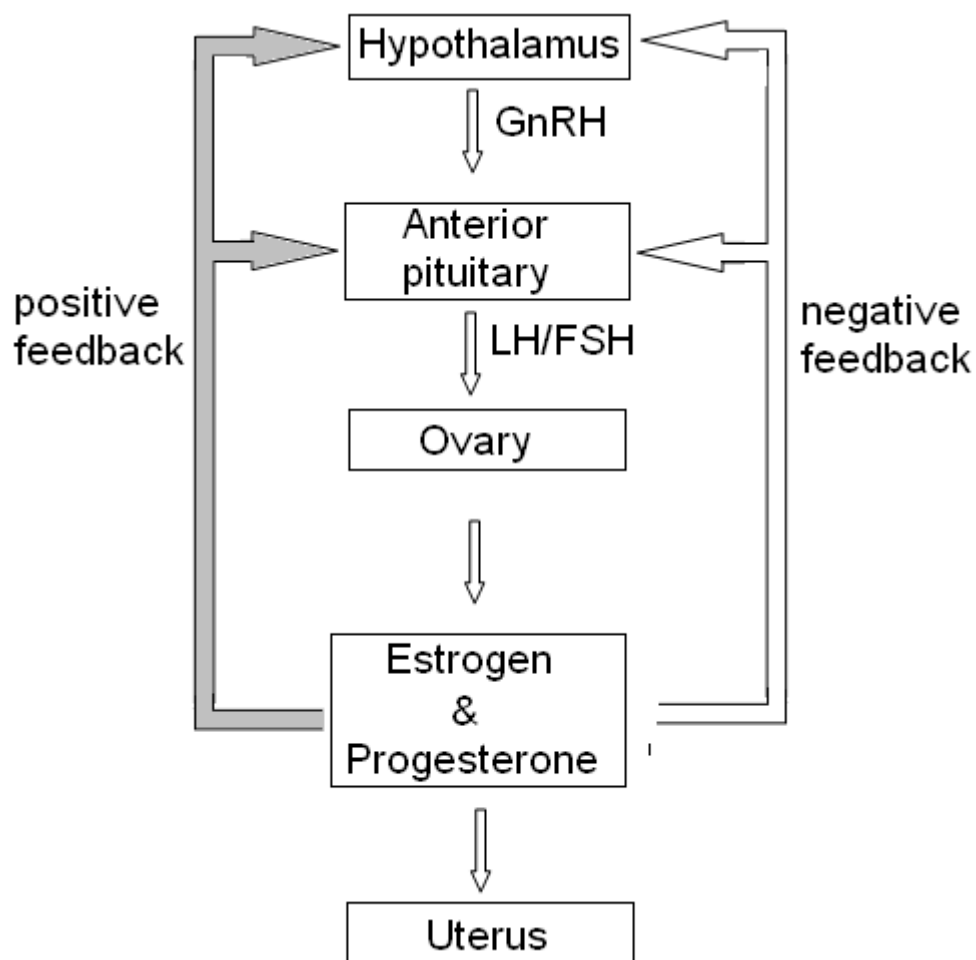 Hypothalamus
GnRH
Anterior
pituitary
positive
feedback
negative
feedback
LH/FSH
Ovary
Estrogen
&
Progesterone
Uterus